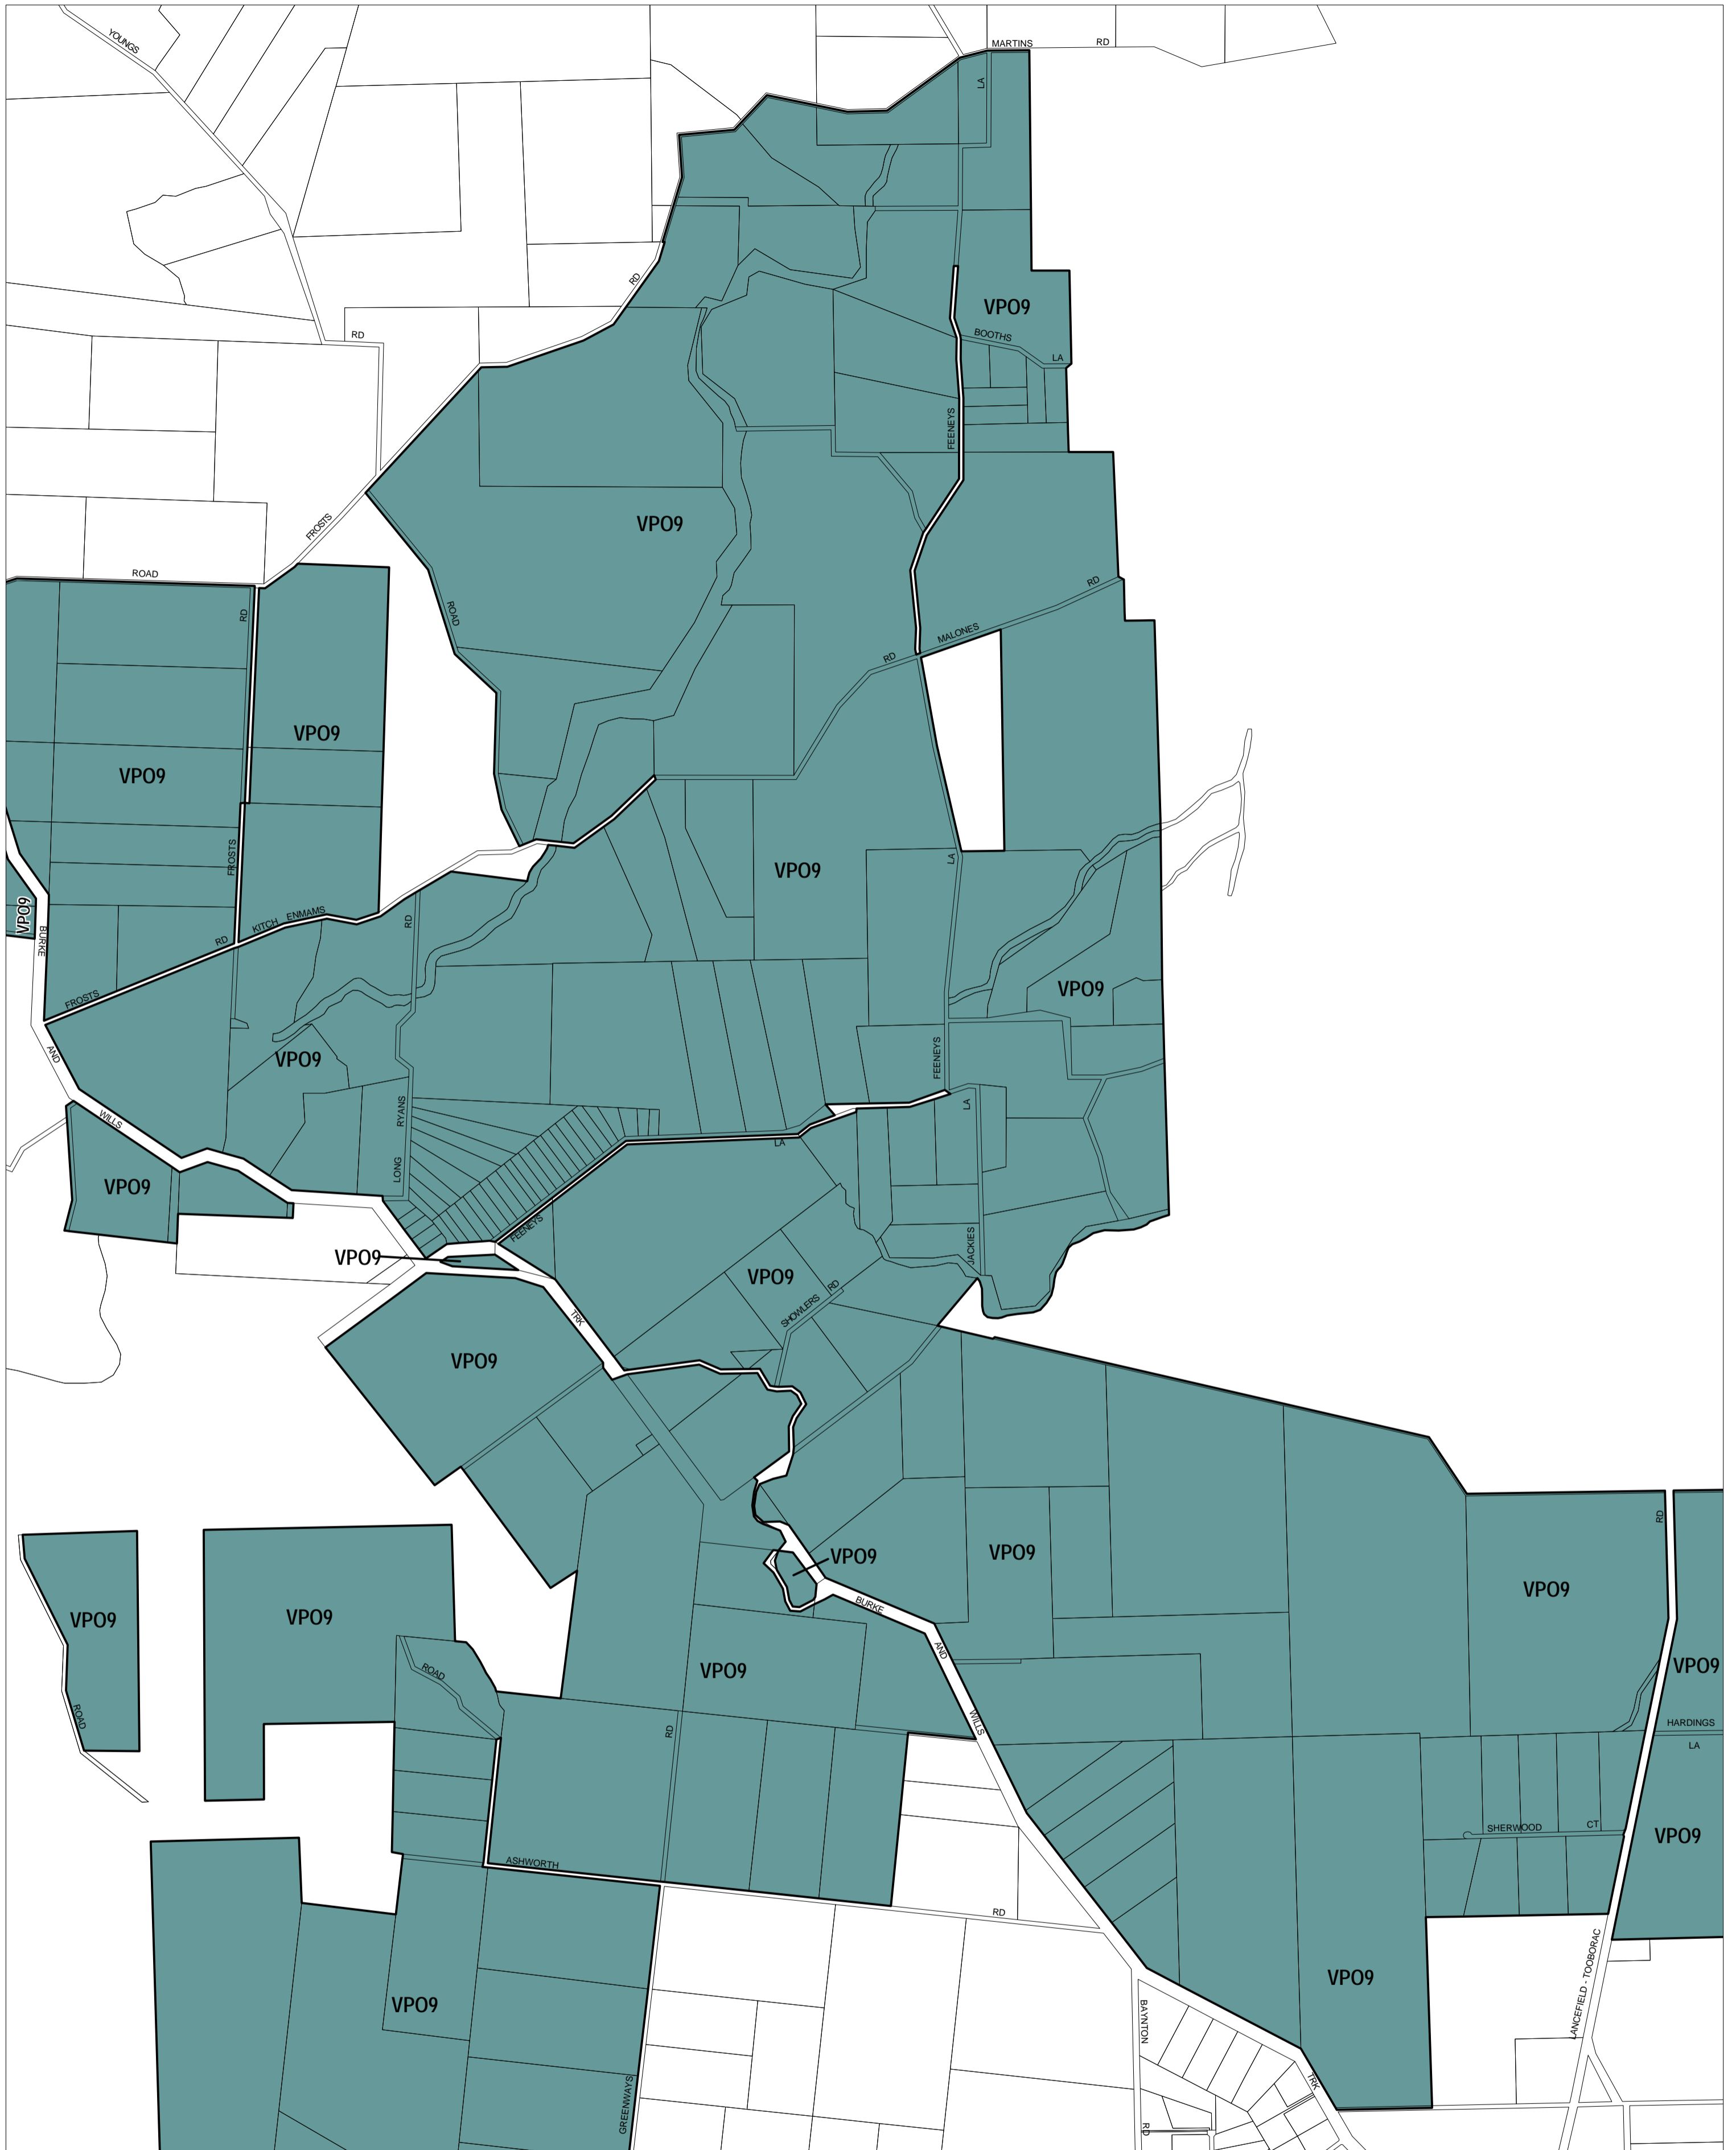 YOUNGS
MARTINS RD
LA
RD
RD
VPO9
BOOTHS
LA
FEENEYS
VPO9
FROSTS
ROAD
RD
ROAD
RD
MALONES
RD
VPO9
VPO9
FROSTS
LA
VPO9
VPO9
BURKE
KITCH ENMAMS
RD
RD
FROSTS
VPO9
AND
VPO9
FEENEYS
WILLS
RYANS
LA
LONG
LA
VPO9
FEENEYS
JACKIES
VPO9
VPO9
SHOWLERS RD
TRK
VPO9
RD
VPO9
VPO9
VPO9
BURKE
VPO9
VPO9
AND
VPO9
ROAD
VPO9
ROAD
RD
WILLS
HARDINGS
LA
SHERWOOD CT
VPO9
ASHWORTH
RD
LANCEFIELD - TOOBORAC
VPO9
VPO9
BAYNTON
TRK
GREENWAYS
RD